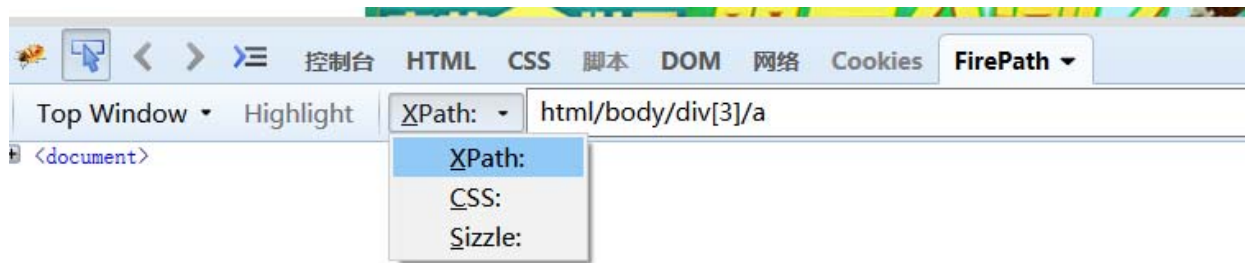 控制台 HTML CSS 脚本 DOM 网络 Cookies FirePath
Top Window Highlight XPath: html/body/div[3]/a
<document>
XPath:
CSS:
Sizzle: